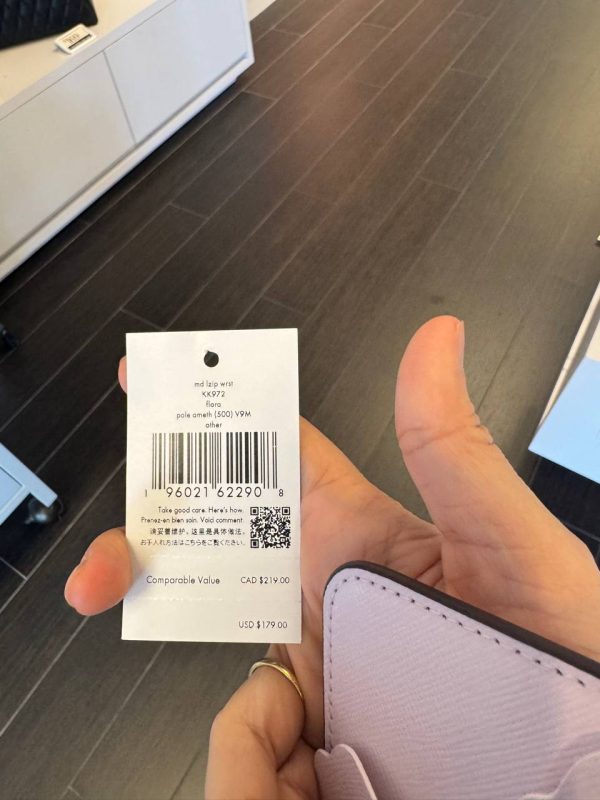 md lzip wrst
KK972
flora
pale ameth (500) V9M
other
1 96021 62290 8
Take good care. Here's how.
Prenez-en bien soin. Voici comment.
请妥善维护。这里是具体做法。
お手入れ方法はこちらをご覧ください。
Comparable Value CAD $219.00
USD $179.00